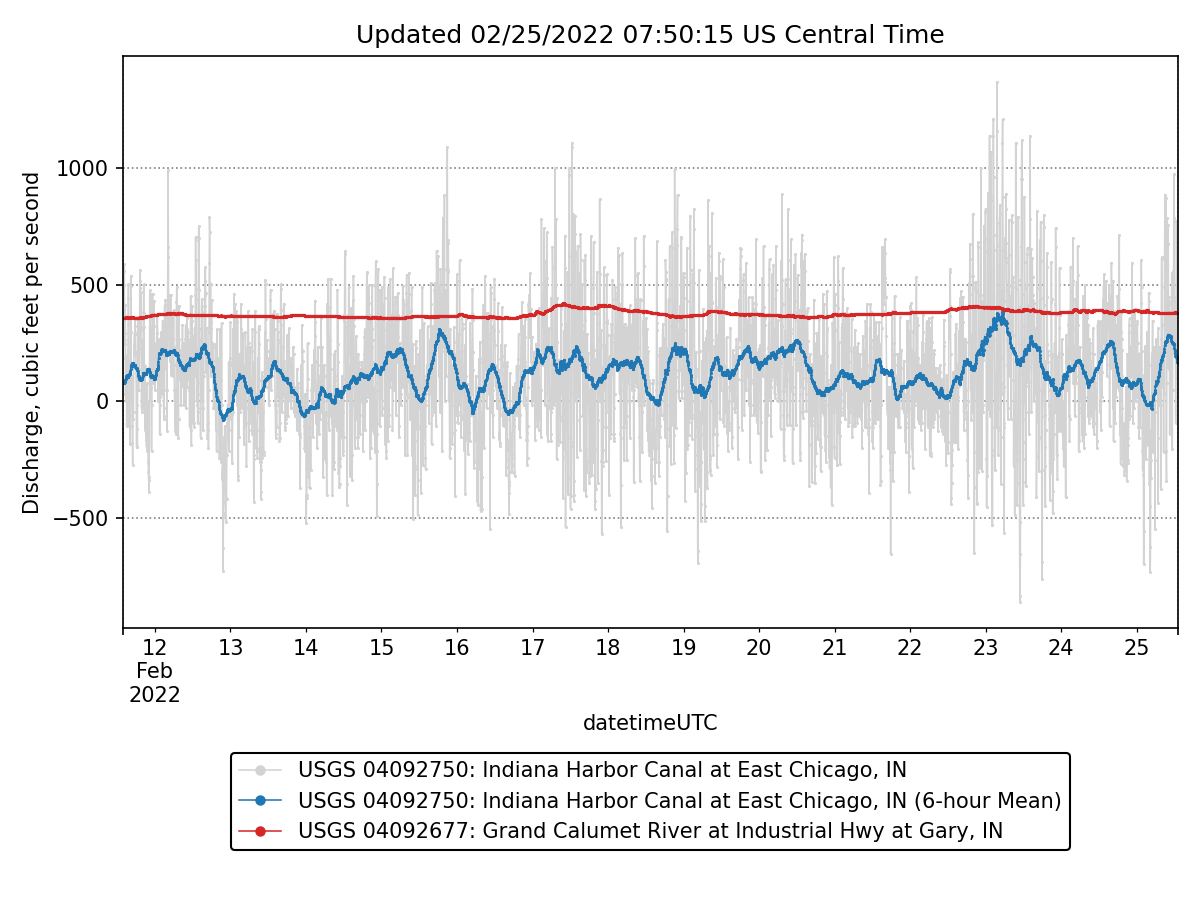 Updated 02/25/2022 07:50:15 US Central Time
Discharge, cubic feet per second
1000
500
0
−500
12 13 14 15 16 17 18 19 20 21 22 23 24 25
Feb
2022
datetimeUTC
USGS 04092750: Indiana Harbor Canal at East Chicago, IN
USGS 04092750: Indiana Harbor Canal at East Chicago, IN (6-hour Mean)
USGS 04092677: Grand Calumet River at Industrial Hwy at Gary, IN